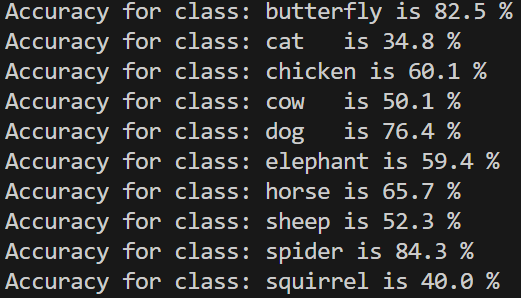 Accuracy for class: butterfly is 82.5 %
Accuracy for class: cat   is 34.8 %
Accuracy for class: chicken is 60.1 %
Accuracy for class: cow   is 50.1 %
Accuracy for class: dog   is 76.4 %
Accuracy for class: elephant is 59.4 %
Accuracy for class: horse is 65.7 %
Accuracy for class: sheep is 52.3 %
Accuracy for class: spider is 84.3 %
Accuracy for class: squirrel is 40.0 %